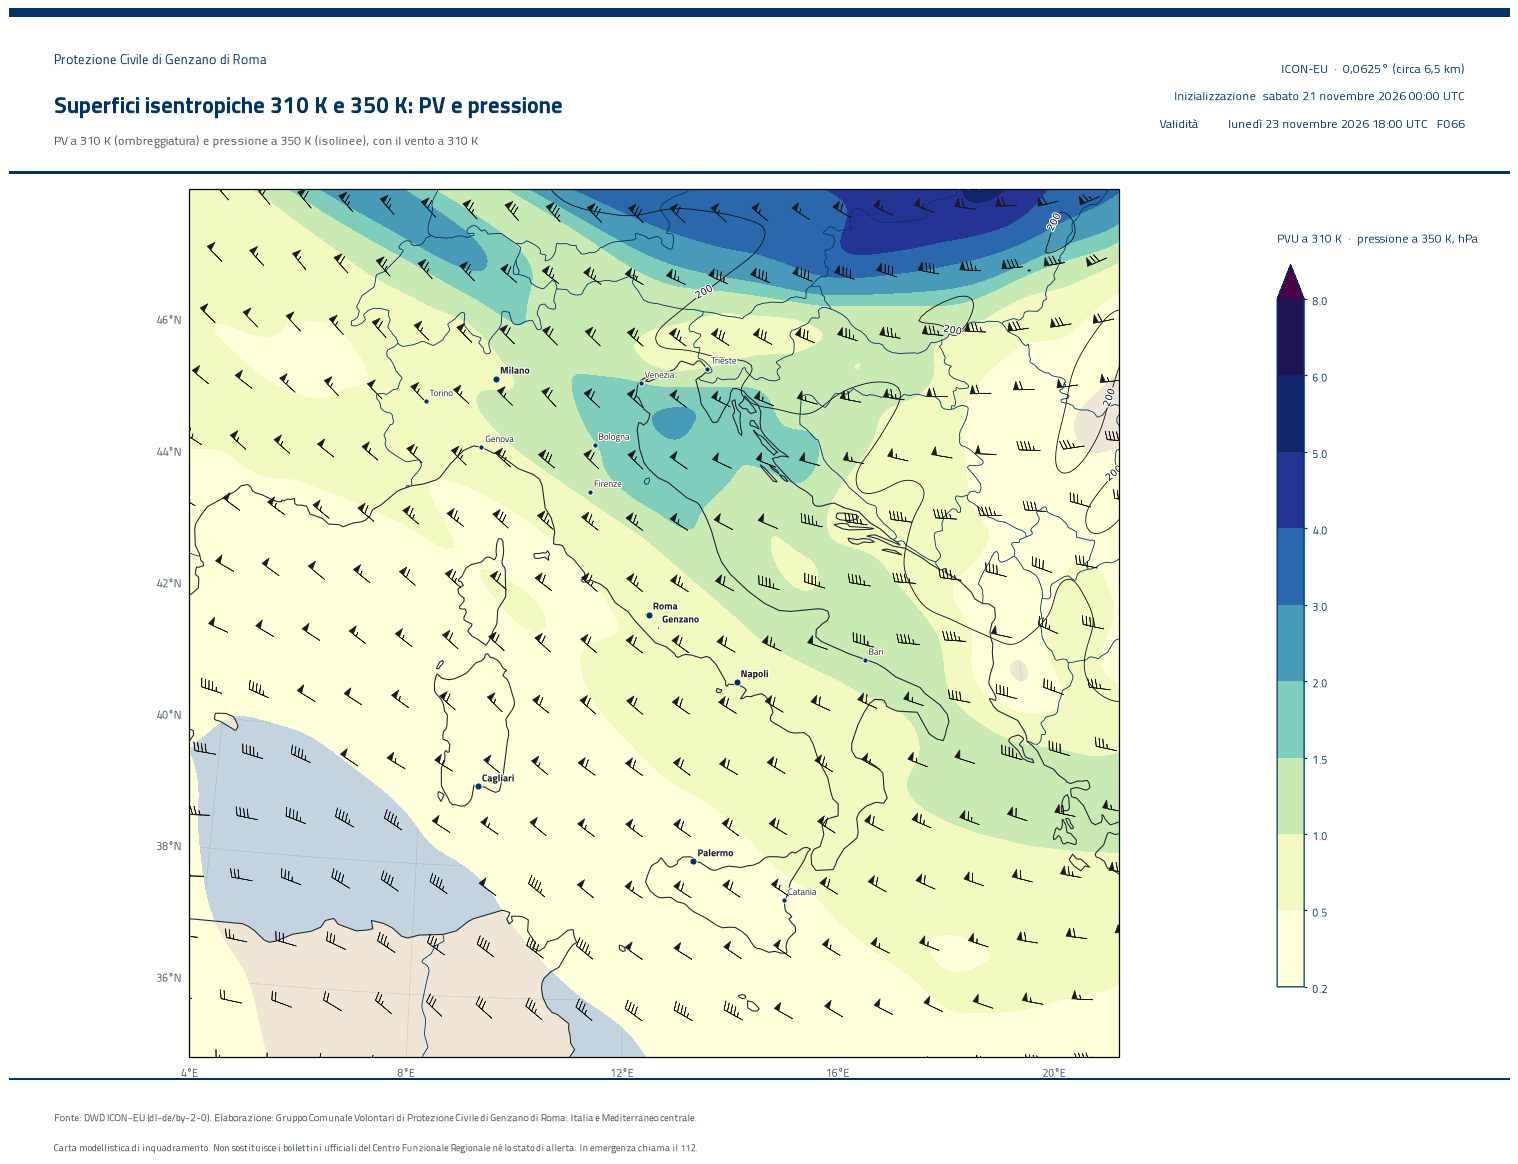 Protezione Civile di Genzano di Roma
Superfici isentropiche 310 K e 350 K: PV e pressione
PV a 310 K (ombreggiatura) e pressione a 350 K (isolinee), con il vento a 310 K
ICON-EU · 0,0625° (circa 6,5 km)
Inizializzazione sabato 21 novembre 2026 00:00 UTC
Validità lunedì 23 novembre 2026 18:00 UTC F066
PVU a 310 K · pressione a 350 K, hPa
8.0
6.0
5.0
4.0
3.0
2.0
1.5
1.0
0.5
0.2
46°N
44°N
42°N
40°N
38°N
36°N
4°E
8°E
12°E
16°E
20°E
200
200
200
200
200
Milano
Torino
Genova
Venezia
Trieste
Bologna
Firenze
Roma
Genzano
Napoli
Bari
Cagliari
Palermo
Catania
Fonte: DWD ICON-EU (dl-de/by-2-0). Elaborazione: Gruppo Comunale Volontari di Protezione Civile di Genzano di Roma. Italia e Mediterraneo centrale.
Carta modellistica di inquadramento. Non sostituisce i bollettini ufficiali del Centro Funzionale Regionale né lo stato di allerta. In emergenza chiama il 112.